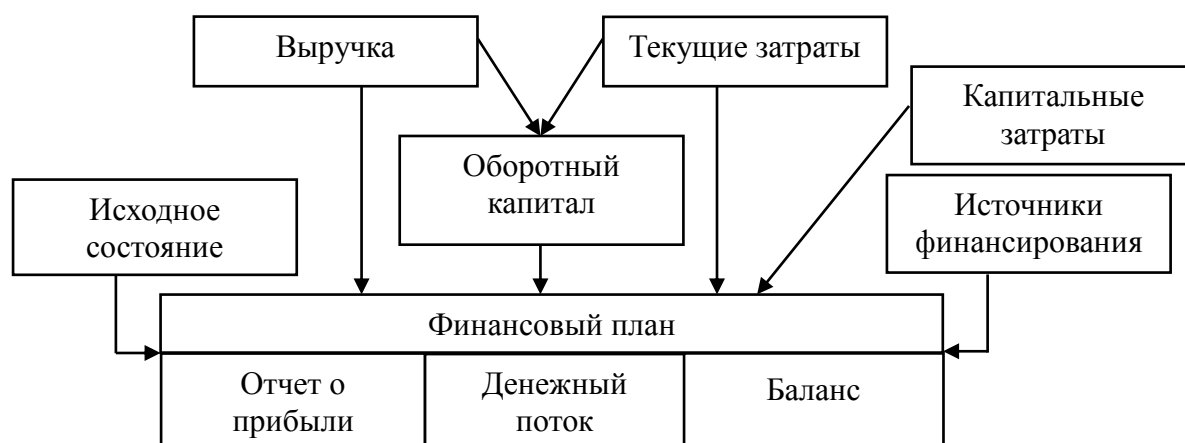 Выручка
Текущие затраты
Капитальные
затраты
Оборотный
капитал
Исходное
состояние
Источники
финансирования
Финансовый план
Отчет о
прибыли
Денежный
поток
Баланс